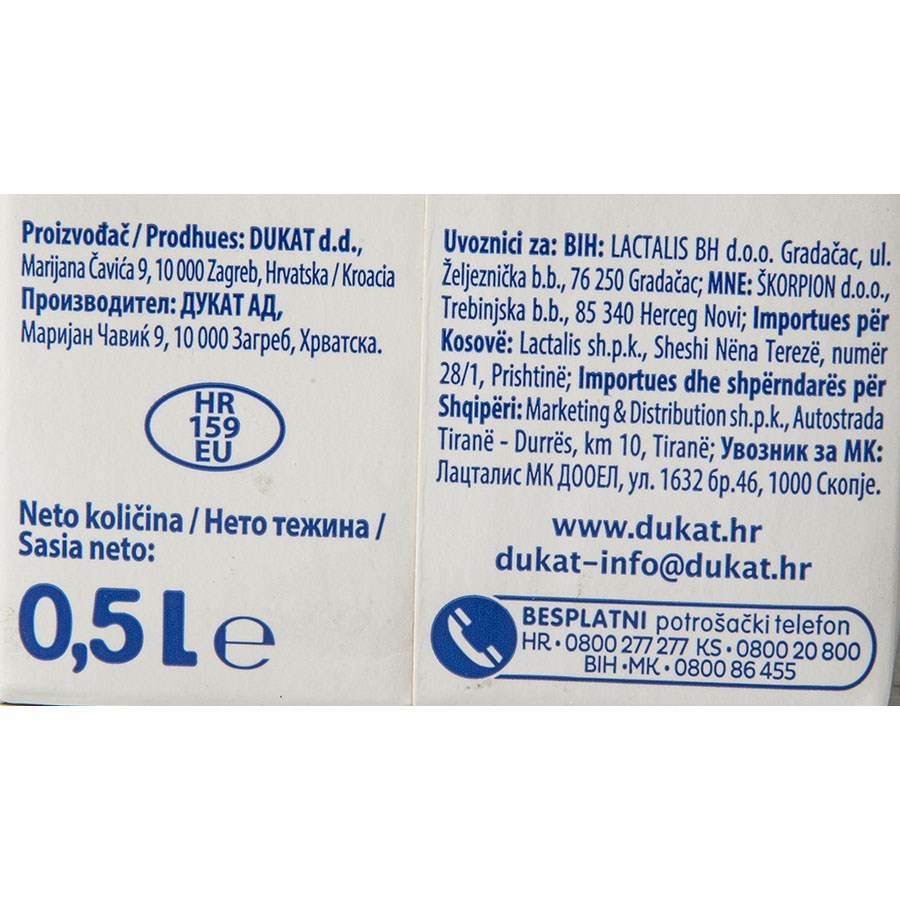 Proizvođač / Prodhues: DUKAT d.d.,
Marijana Čavića 9, 10 000 Zagreb, Hrvatska / Kroacia
Производител: ДУКАТ АД,
Маријан Чавиќ 9, 10 000 Загреб, Хрватска.
HR
159
EU
Neto količina / Нето тежина /
Sasia neto:
0,5 l e
Uvoznici za: BIH: LACTALIS BH d.o.o. Gradačac, ul.
Željeznička b.b., 76 250 Gradačac; MNE: ŠKORPION d.o.o.,
Trebinjska b.b., 85 340 Herceg Novi; Importues për
Kosovë: Lactalis sh.p.k., Sheshi Nëna Terezë, numër
28/1, Prishtinë; Importues dhe shpërndarës për
Shqipëri: Marketing & Distribution sh.p.k., Autostrada
Tiranë - Durrës, km 10, Tiranë; Увозник за МК:
Лацталис МК ДООЕЛ, ул. 1632 бр.46, 1000 Скопје.
www.dukat.hr
dukat-info@dukat.hr
BESPLATNI potrošački telefon
HR • 0800 277 277 KS • 0800 20 800
BIH • MK • 0800 86 455